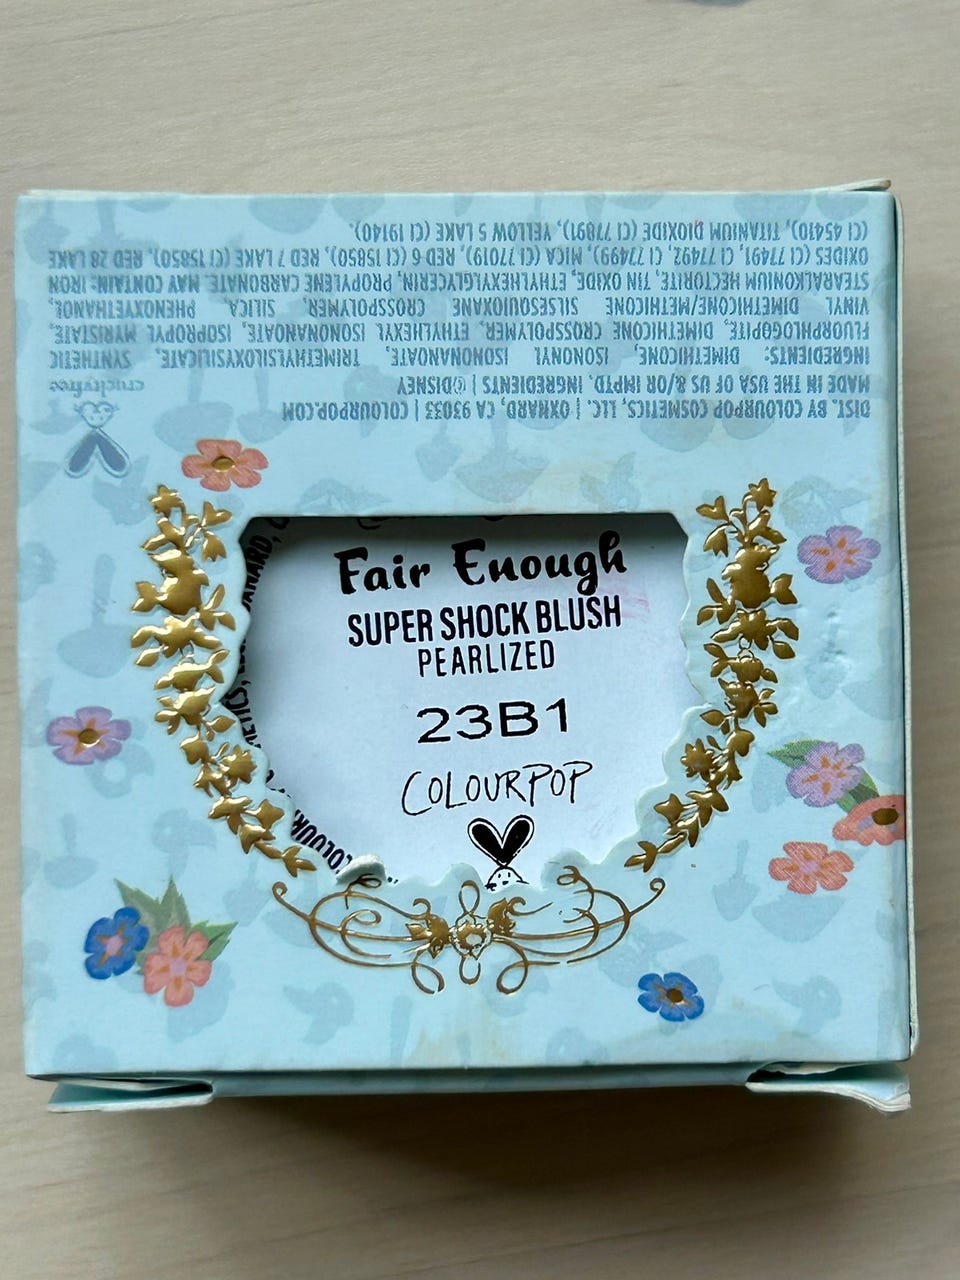 DIST. BY COLOURPOP COSMETICS, LLC. | OXNARD, CA 93033 | COLOURPOP.COM
MADE IN THE USA OF US &/OR IMPTD. INGREDIENTS | ©DISNEY
INGREDIENTS: DIMETHICONE, ISONONYL ISONONANOATE, TRIMETHYLSILOXYSILICATE, SYNTHETIC
FLUORPHLOGOPITE, DIMETHICONE CROSSPOLYMER, ETHYLHEXYL ISONONANOATE, ISOPROPYL MYRISTATE,
VINYL DIMETHICONE/METHICONE SILSESQUIOXANE CROSSPOLYMER, SILICA, PHENOXYETHANOL,
STEARALKONIUM HECTORITE, TIN OXIDE, ETHYLHEXYLGLYCERIN, PROPYLENE CARBONATE. MAY CONTAIN: IRON
OXIDES (CI 77491, CI 77492, CI 77499), MICA (CI 77019), RED 6 (CI 15850), RED 7 LAKE (CI 15850), RED 28 LAKE
(CI 45410), TITANIUM DIOXIDE (CI 77891), YELLOW 5 LAKE (CI 19140).
crueltyfree
Fair Enough
SUPER SHOCK BLUSH
PEARLIZED
23B1
COLOURPOP